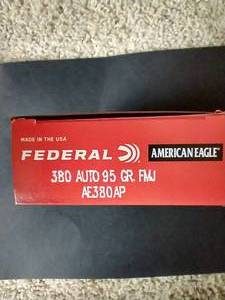 MADE IN THE USA
FEDERAL AMERICAN EAGLE
380 AUTO 95 GR. FMJ
AE380AP